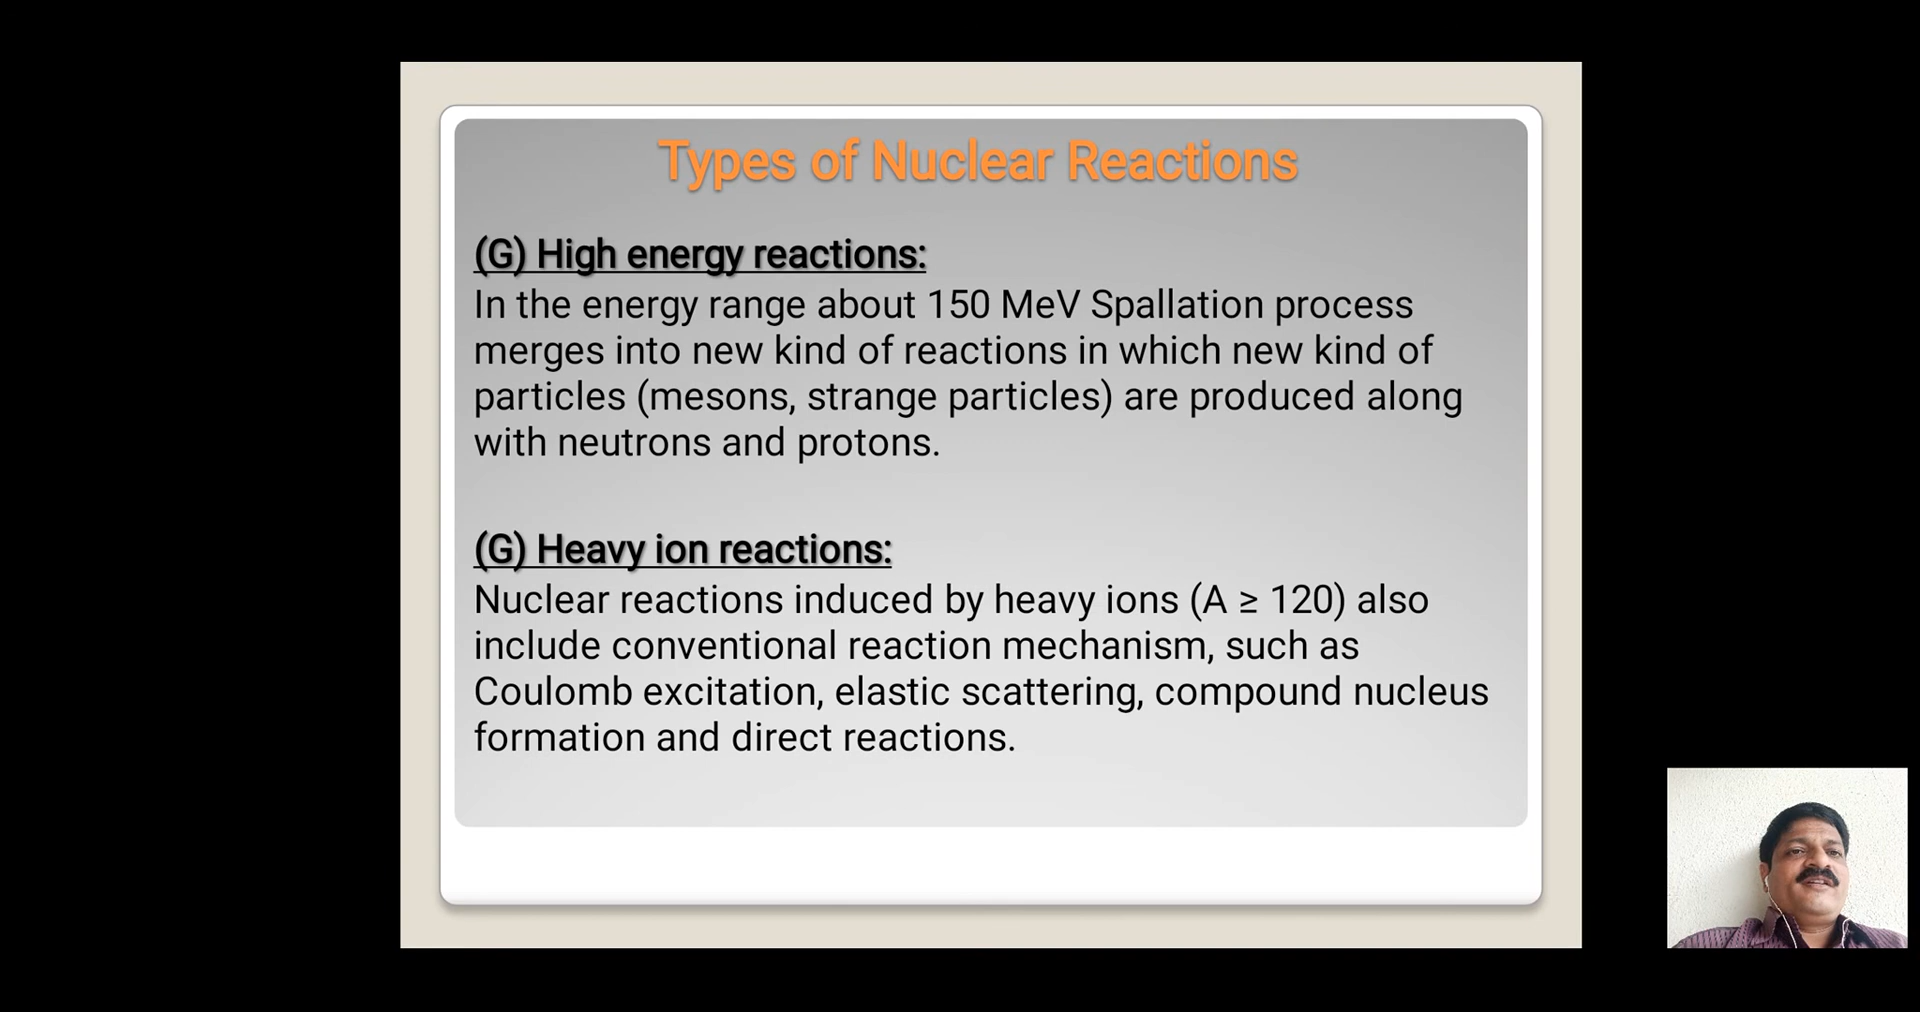 Types of Nuclear Reactions
(G) High energy reactions:
In the energy range about 150 MeV Spallation process
merges into new kind of reactions in which new kind of
particles (mesons, strange particles) are produced along
with neutrons and protons.
(G) Heavy ion reactions:
Nuclear reactions induced by heavy ions (A ≥ 120) also
include conventional reaction mechanism, such as
Coulomb excitation, elastic scattering, compound nucleus
formation and direct reactions.